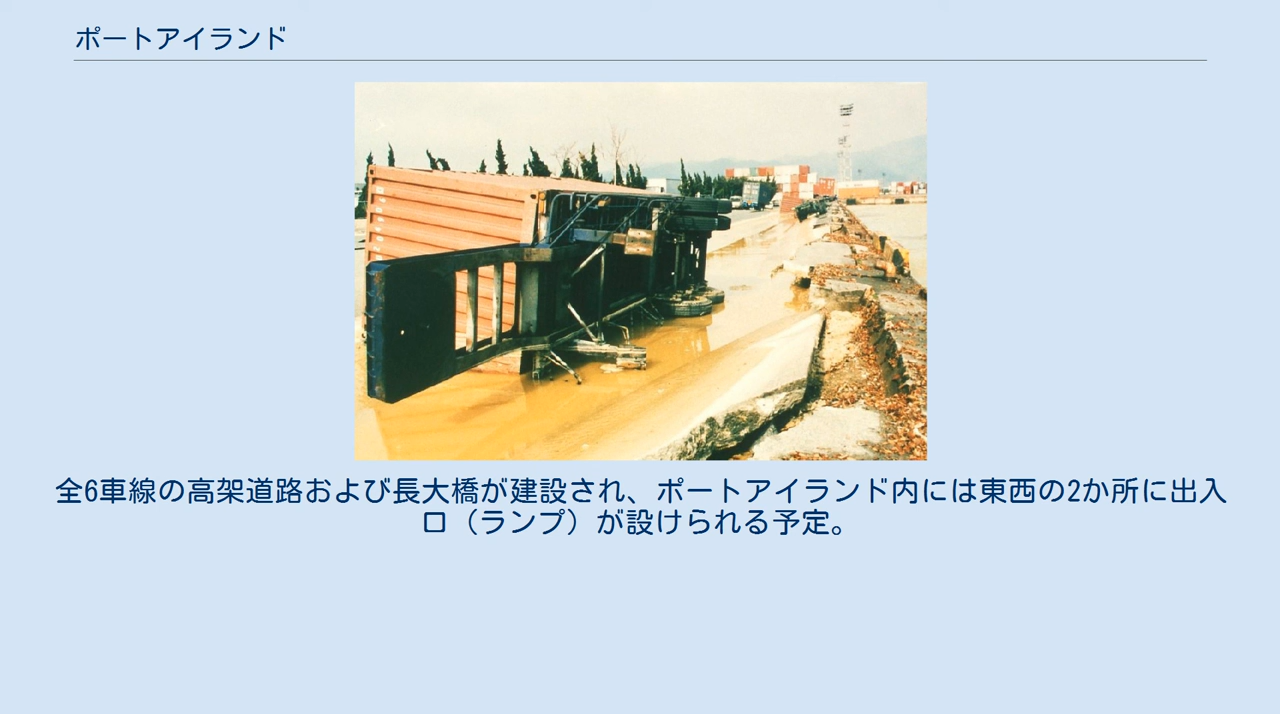 ポートアイランド
全6車線の高架道路および長大橋が建設され、ポートアイランド内には東西の2か所に出入
口（ランプ）が設けられる予定。